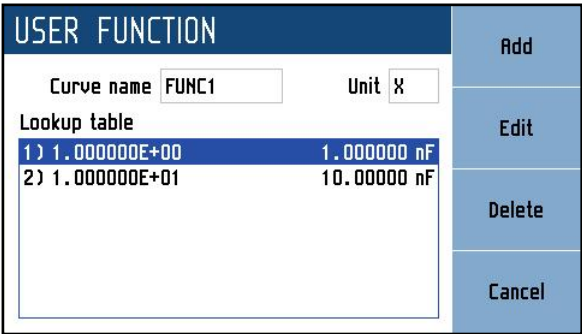 USER FUNCTION
Curve name FUNC1 Unit X
Lookup table
1) 1.000000E+00 1.000000 nF
2) 1.000000E+01 10.00000 nF
Add
Edit
Delete
Cancel